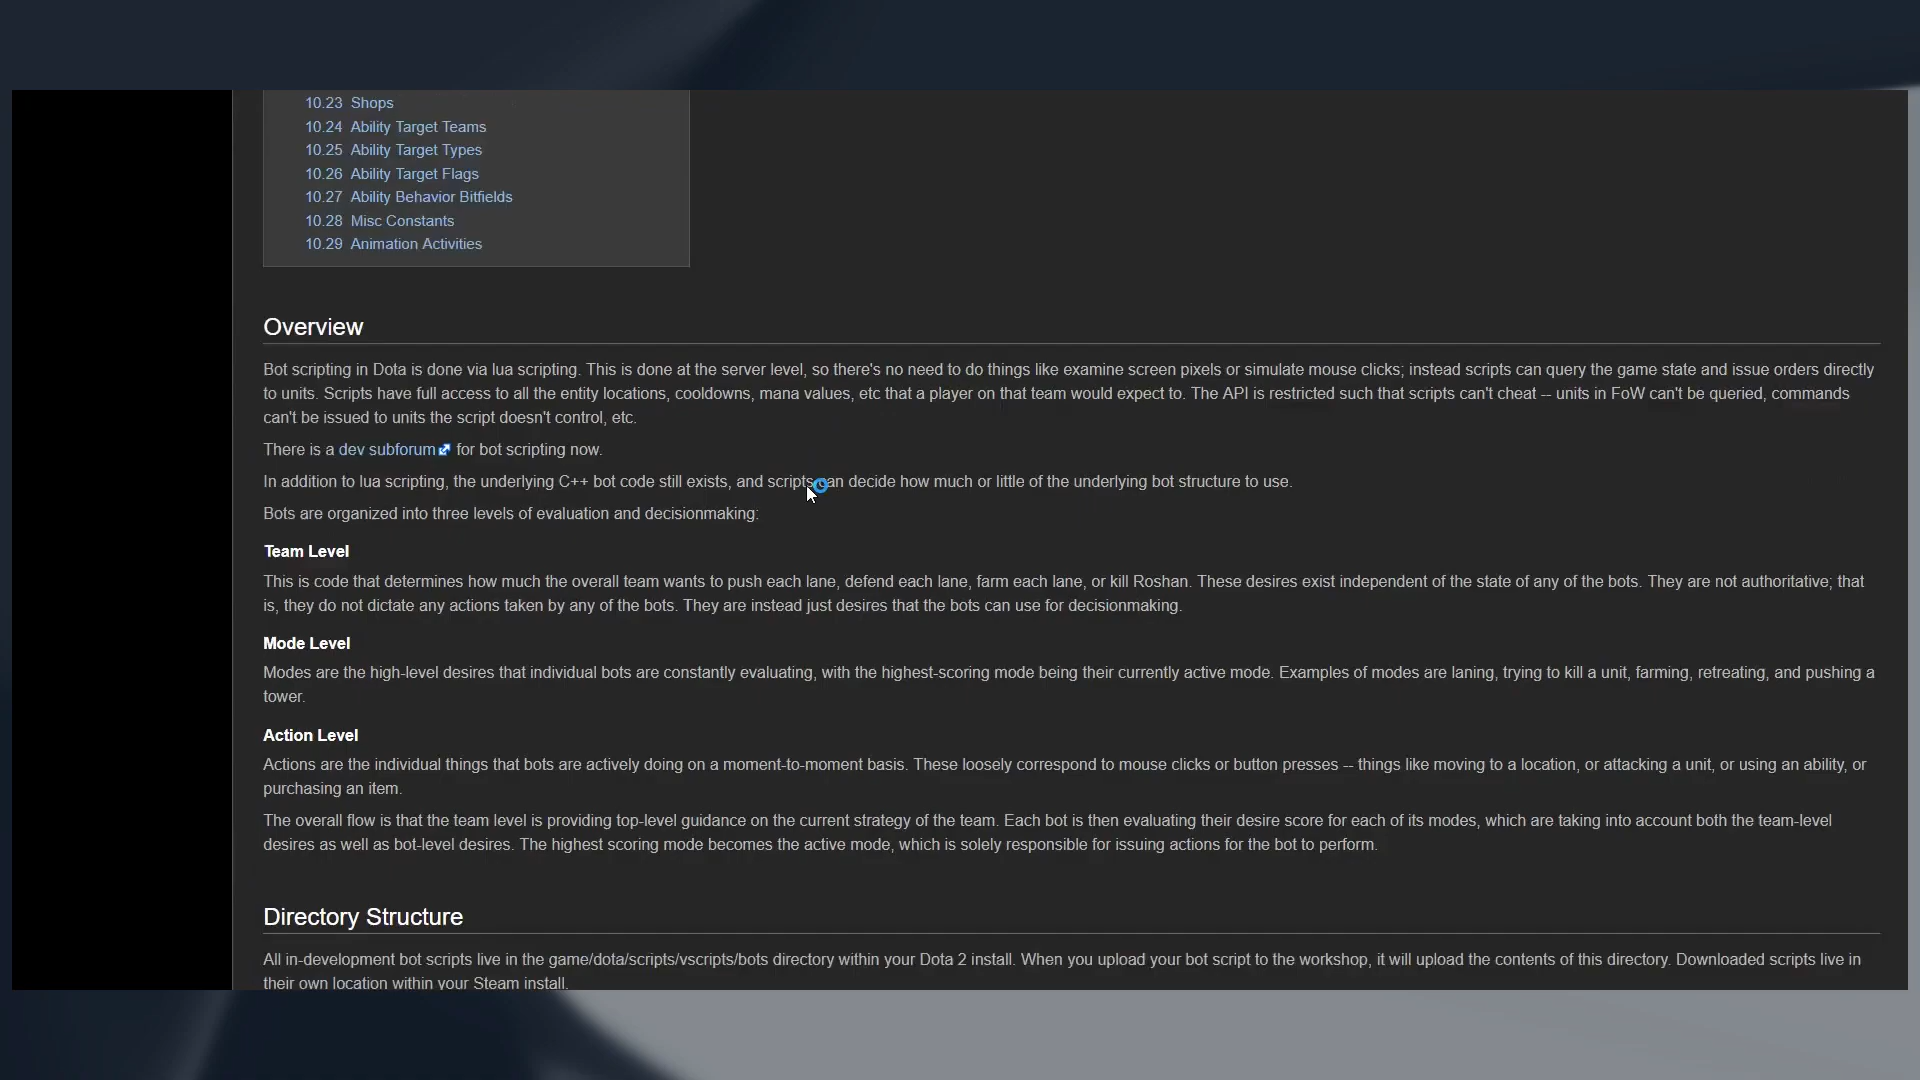 10.23 Shops
10.24 Ability Target Teams
10.25 Ability Target Types
10.26 Ability Target Flags
10.27 Ability Behavior Bitfields
10.28 Misc Constants
10.29 Animation Activities
Overview
Bot scripting in Dota is done via lua scripting. This is done at the server level, so there's no need to do things like examine screen pixels or simulate mouse clicks; instead scripts can query the game state and issue orders directly
to units. Scripts have full access to all the entity locations, cooldowns, mana values, etc that a player on that team would expect to. The API is restricted such that scripts can't cheat -- units in FoW can't be queried, commands
can't be issued to units the script doesn't control, etc.
There is a dev subforum for bot scripting now.
In addition to lua scripting, the underlying C++ bot code still exists, and scripts can decide how much or little of the underlying bot structure to use.
Bots are organized into three levels of evaluation and decisionmaking:
Team Level
This is code that determines how much the overall team wants to push each lane, defend each lane, farm each lane, or kill Roshan. These desires exist independent of the state of any of the bots. They are not authoritative; that
is, they do not dictate any actions taken by any of the bots. They are instead just desires that the bots can use for decisionmaking.
Mode Level
Modes are the high-level desires that individual bots are constantly evaluating, with the highest-scoring mode being their currently active mode. Examples of modes are laning, trying to kill a unit, farming, retreating, and pushing a
tower.
Action Level
Actions are the individual things that bots are actively doing on a moment-to-moment basis. These loosely correspond to mouse clicks or button presses -- things like moving to a location, or attacking a unit, or using an ability, or
purchasing an item.
The overall flow is that the team level is providing top-level guidance on the current strategy of the team. Each bot is then evaluating their desire score for each of its modes, which are taking into account both the team-level
desires as well as bot-level desires. The highest scoring mode becomes the active mode, which is solely responsible for issuing actions for the bot to perform.
Directory Structure
All in-development bot scripts live in the game/dota/scripts/vscripts/bots directory within your Dota 2 install. When you upload your bot script to the workshop, it will upload the contents of this directory. Downloaded scripts live in
their own location within your Steam install.